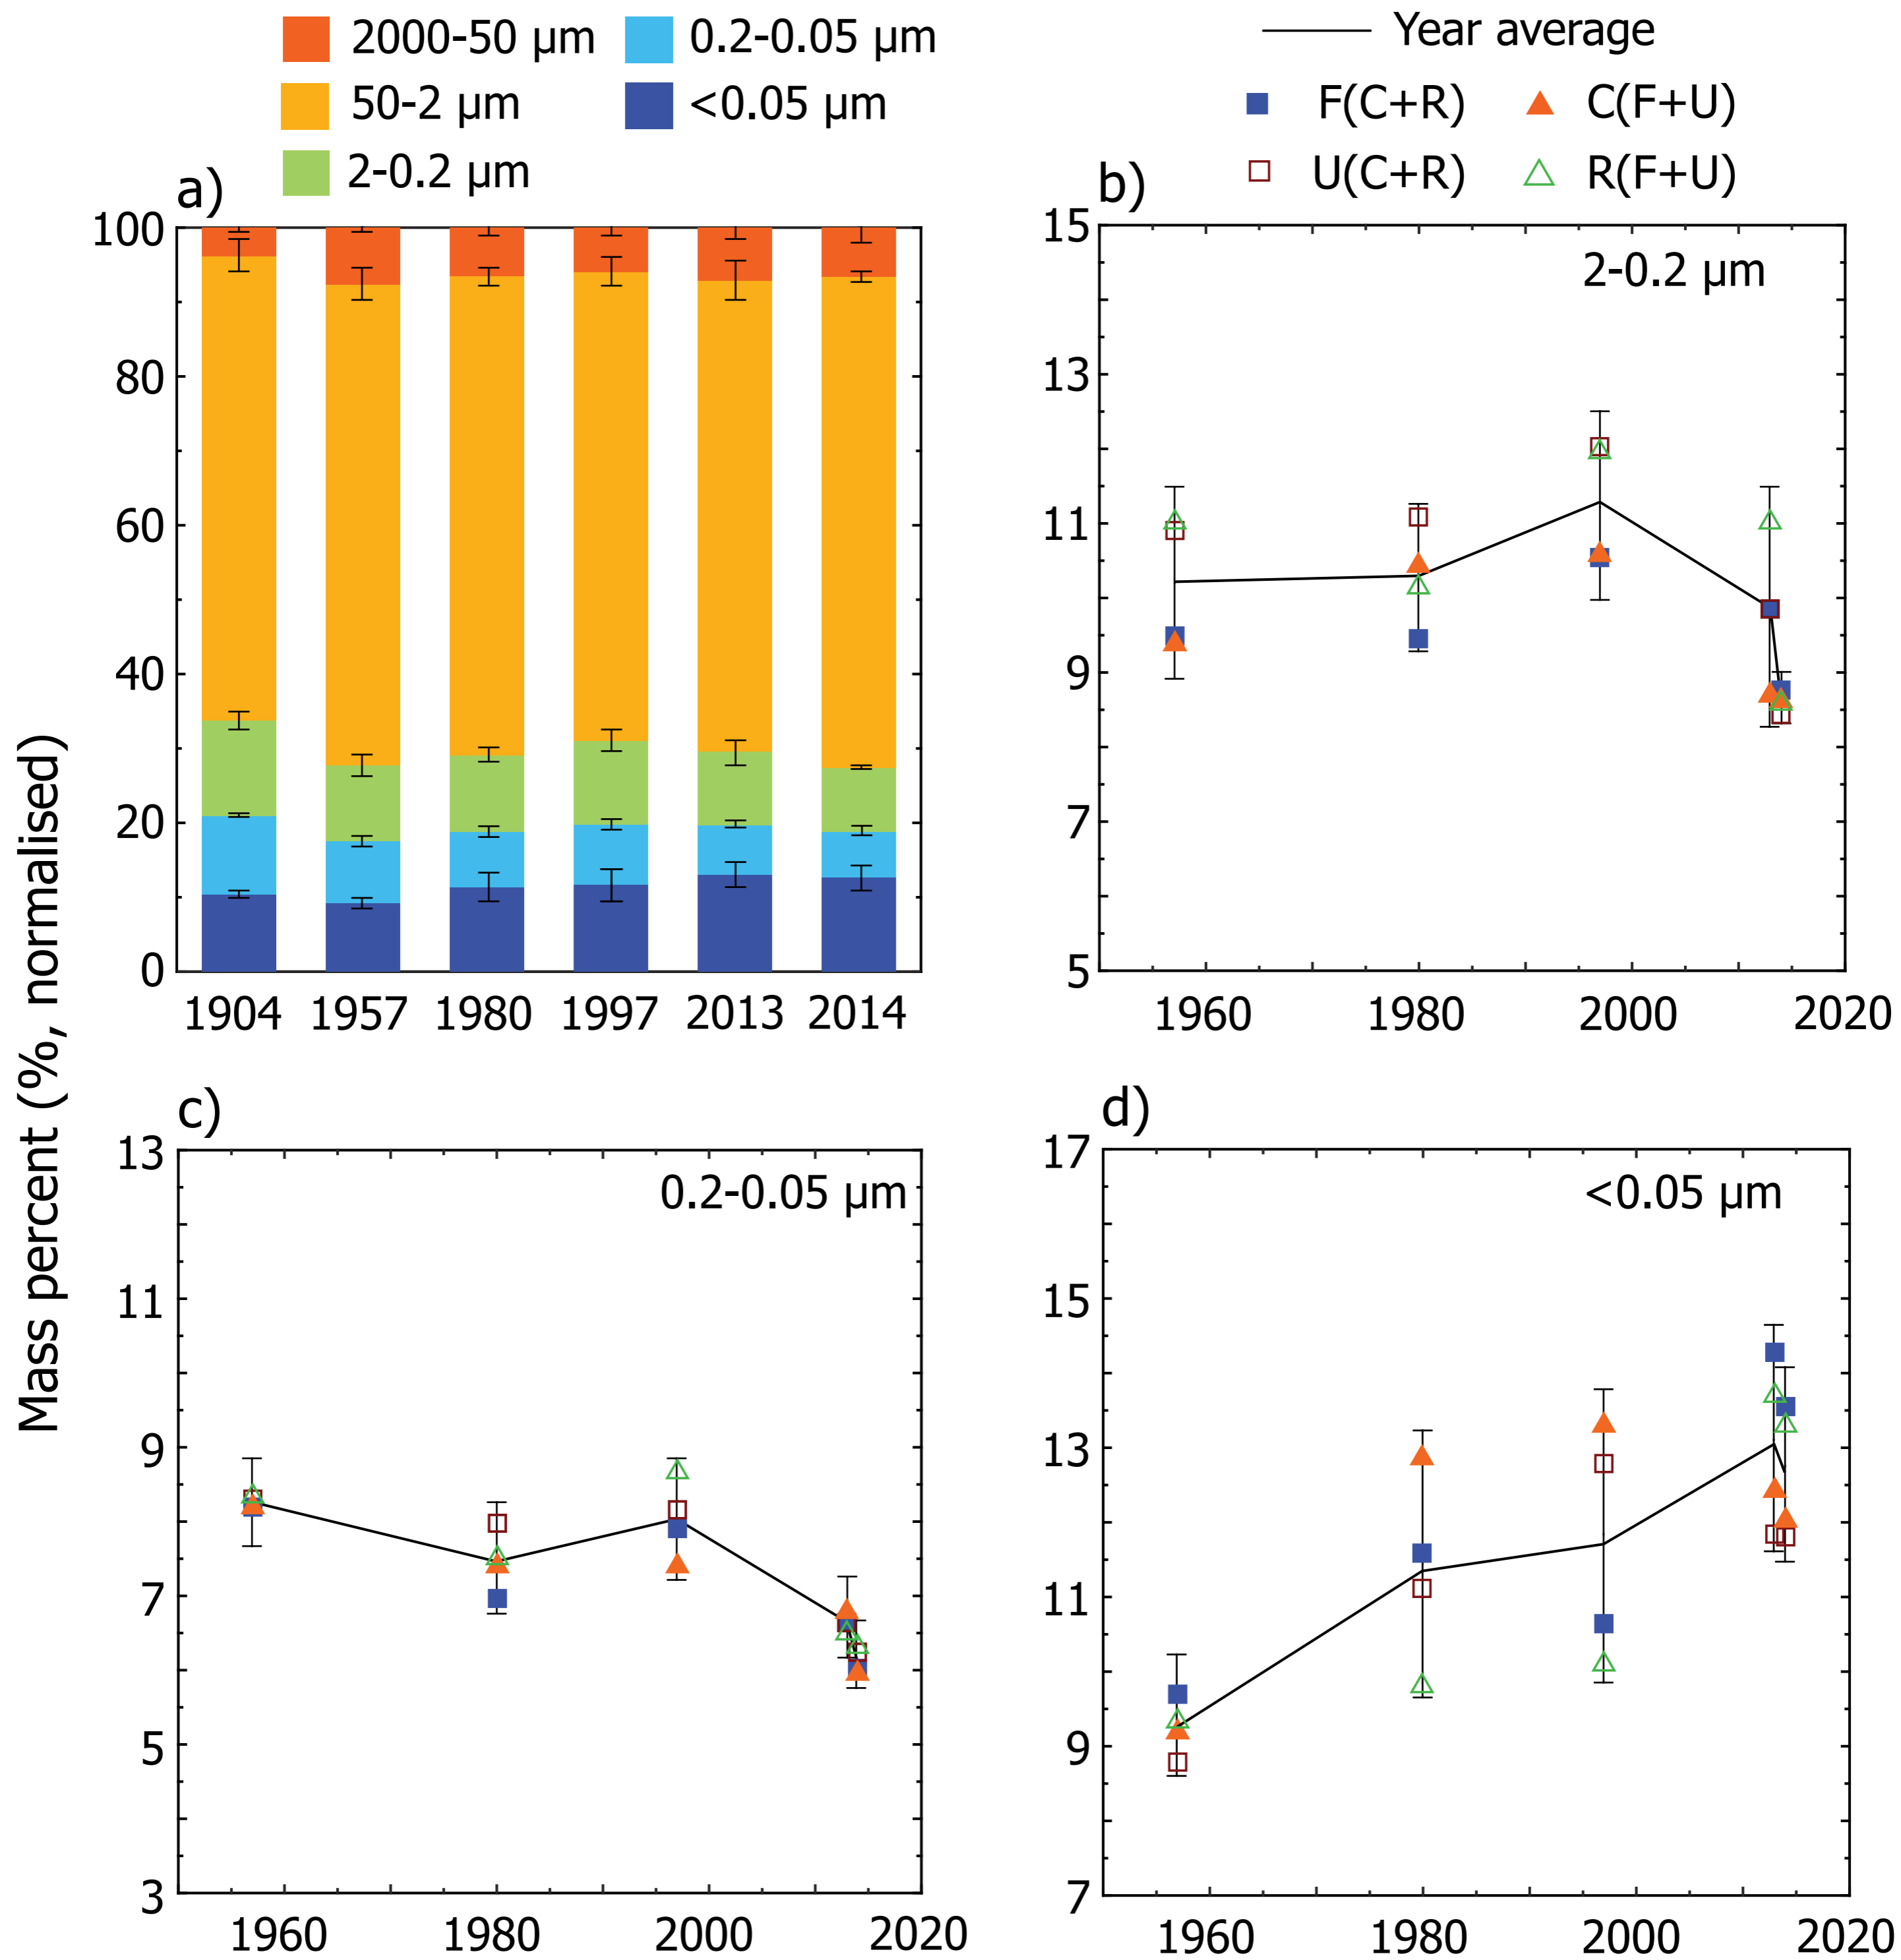 2000-50 µm
0.2-0.05 µm
50-2 µm
<0.05 µm
2-0.2 µm
Year average
F(C+R)
C(F+U)
U(C+R)
R(F+U)
Mass percent (%, normalised)
a)
100
80
60
40
20
0
1904 1957 1980 1997 2013 2014
b)
2-0.2 µm
15
13
11
9
7
5
1960 1980 2000 2020
c)
0.2-0.05 µm
13
11
9
7
5
3
1960 1980 2000 2020
d)
<0.05 µm
17
15
13
11
9
7
1960 1980 2000 2020